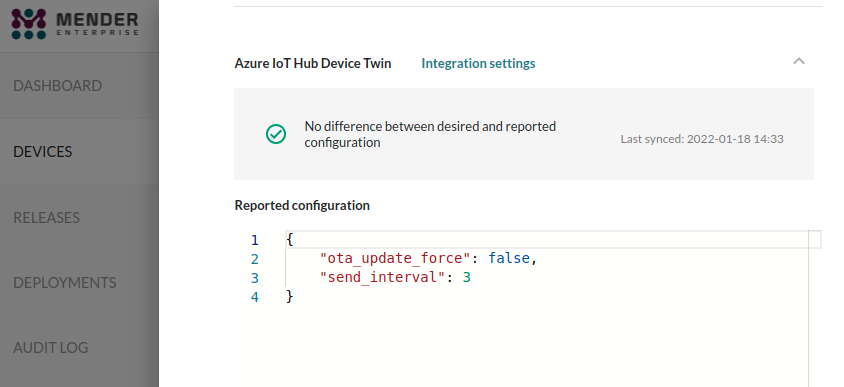 MENDER
ENTERPRISE
DASHBOARD
DEVICES
RELEASES
DEPLOYMENTS
AUDIT LOG
Azure IoT Hub Device Twin Integration settings
No difference between desired and reported
configuration
Last synced: 2022-01-18 14:33
Reported configuration
1 {
2 "ota_update_force": false,
3 "send_interval": 3
4 }